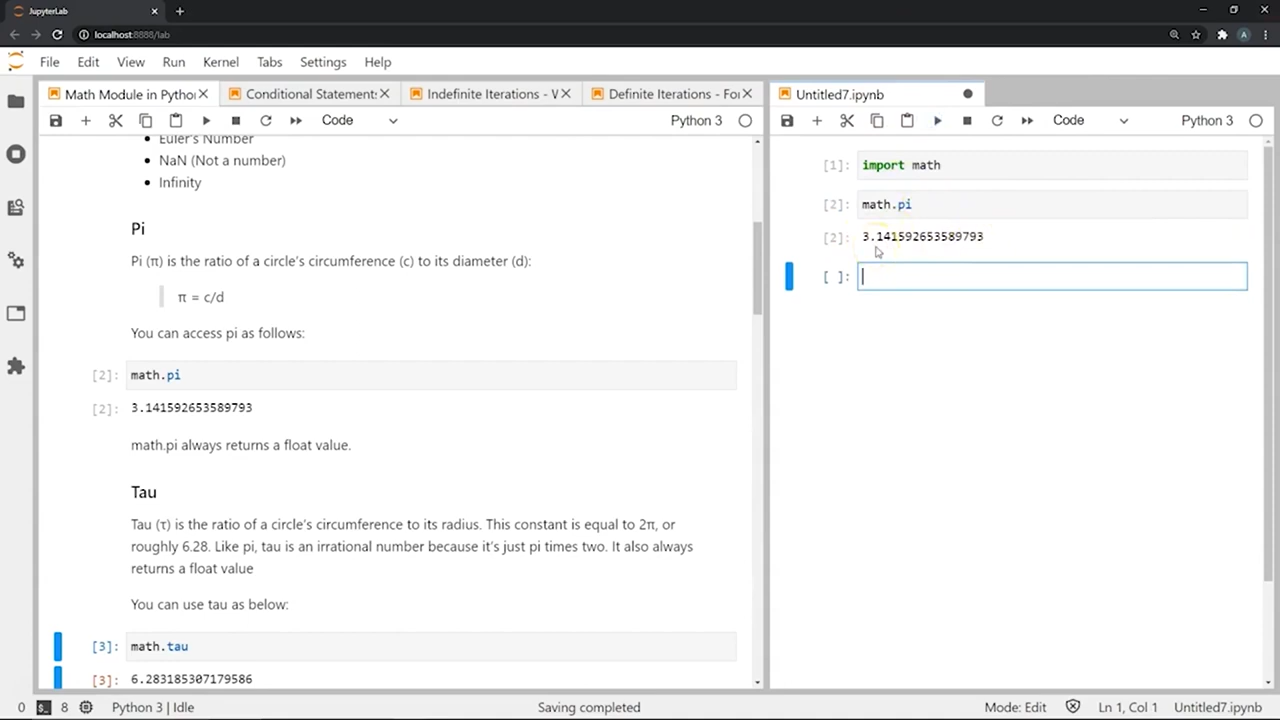 JupyterLab
localhost:8888/lab
A
File Edit View Run Kernel Tabs Settings Help
Math Module in Pythor
Conditional Statements:
Indefinite Iterations - V
Definite Iterations - For
Code
Python 3
Euler's Number
NaN (Not a number)
Infinity
Pi
Pi (π) is the ratio of a circle's circumference (c) to its diameter (d):
π = c/d
You can access pi as follows:
[2]: math.pi
[2]: 3.141592653589793
math.pi always returns a float value.
Tau
Tau (τ) is the ratio of a circle's circumference to its radius. This constant is equal to 2π, or
roughly 6.28. Like pi, tau is an irrational number because it's just pi times two. It also always
returns a float value
You can use tau as below:
[3]: math.tau
[3]: 6.283185307179586
Untitled7.ipynb
Code
Python 3
[1]: import math
[2]: math.pi
[2]: 3.141592653589793
[ ]:
0
8
Python 3 | Idle
Saving completed
Mode: Edit
Ln 1, Col 1
Untitled7.ipynb